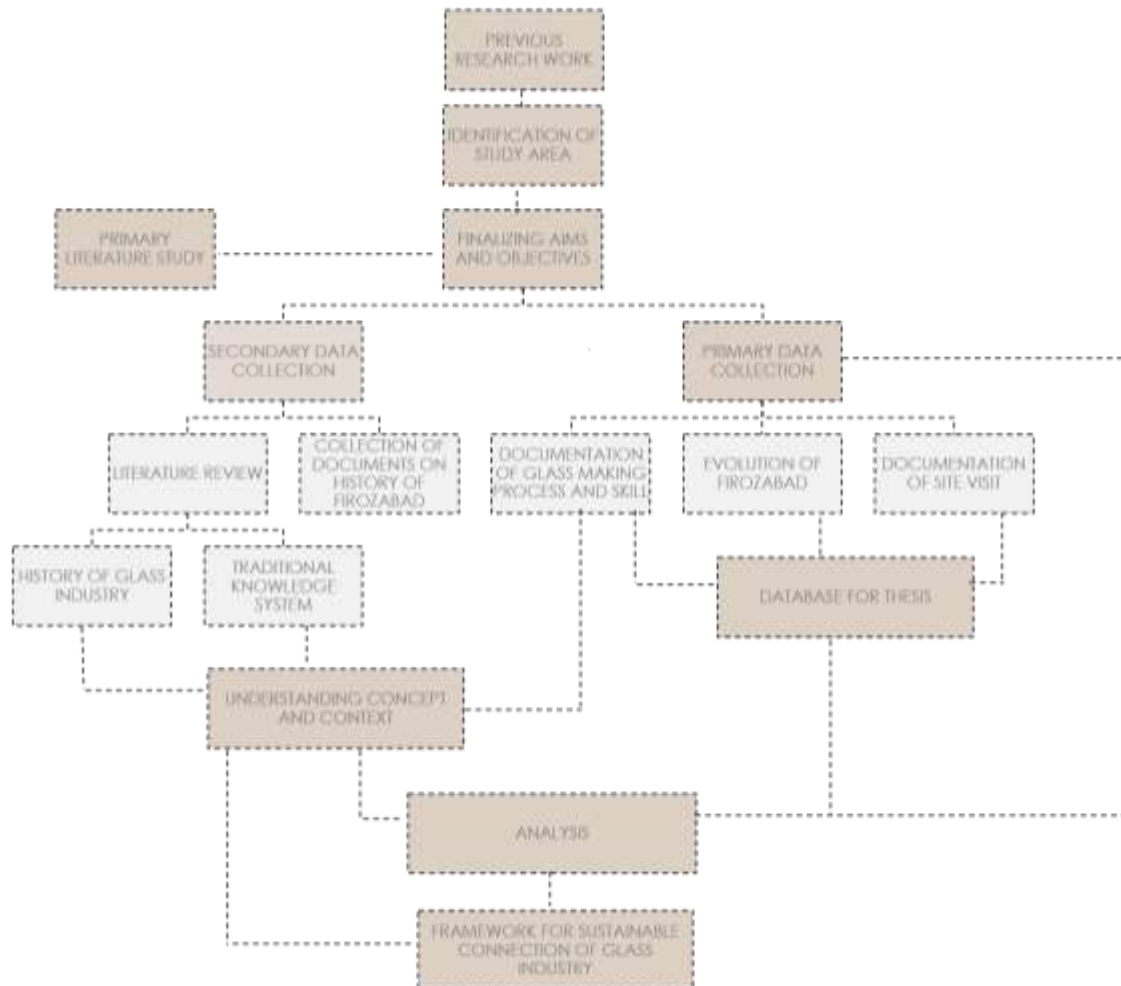 PREVIOUS
RESEARCH WORK
IDENTIFICATION OF
STUDY AREA
PRIMARY
LITERATURE STUDY
FINALIZING AIMS
AND OBJECTIVES
SECONDARY DATA
COLLECTION
PRIMARY DATA
COLLECTION
LITERATURE REVIEW
COLLECTION OF
DOCUMENTS ON
HISTORY OF
FIROZABAD
DOCUMENTATION
OF GLASS MAKING
PROCESS AND SKILL
EVOLUTION OF
FIROZABAD
DOCUMENTATION
OF SITE VISIT
HISTORY OF GLASS
INDUSTRY
TRADITIONAL
KNOWLEDGE
SYSTEM
DATABASE FOR THESIS
UNDERSTANDING CONCEPT
AND CONTEXT
ANALYSIS
FRAMEWORK FOR SUSTAINABLE
CONNECTION OF GLASS
INDUSTRY